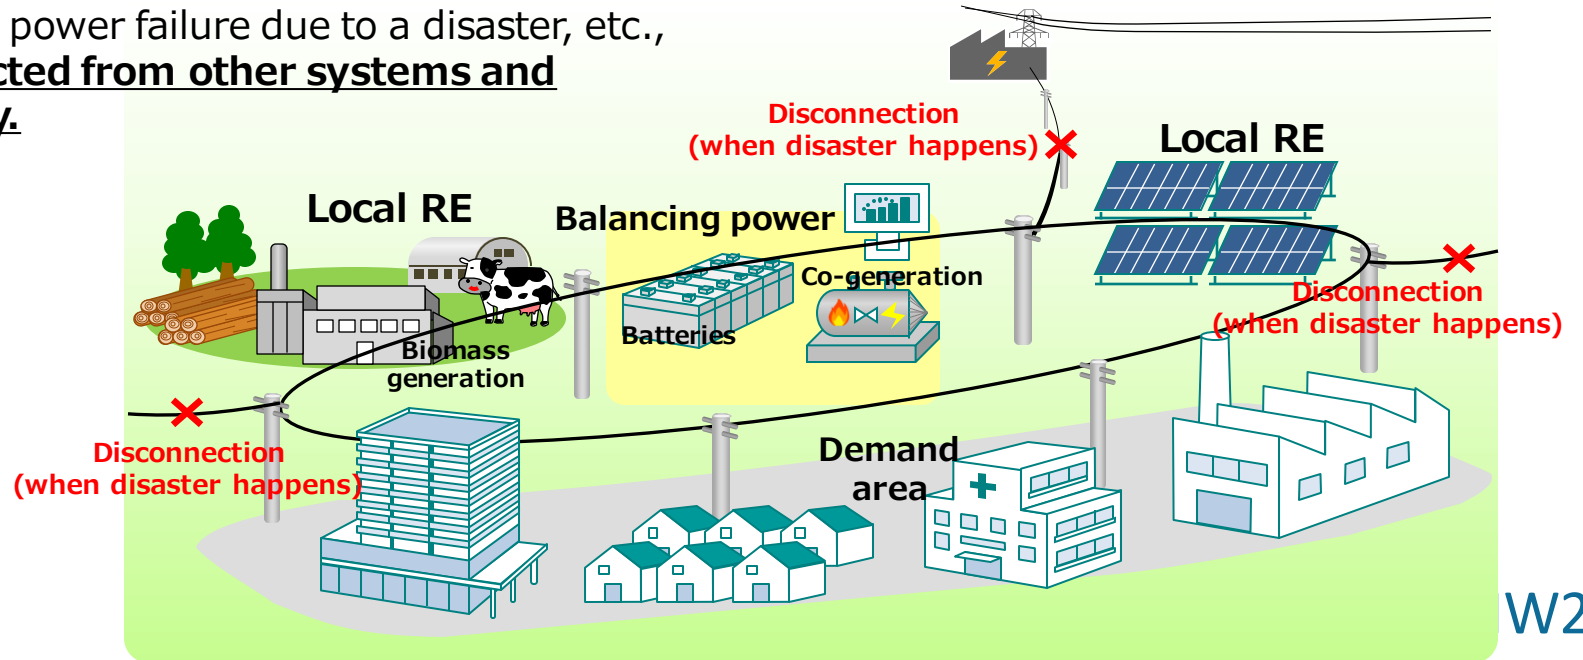 power failure due to a disaster, etc.,
cted from other systems and
y.
Disconnection
(when disaster happens)
Local RE
Local RE
Balancing power
Co-generation
Batteries
Biomass
generation
Disconnection
(when disaster happens)
Disconnection
(when disaster happens)
Demand
area
W2